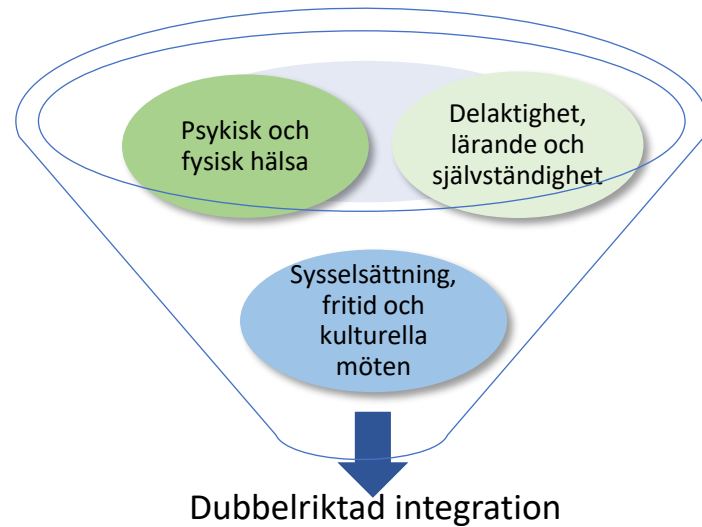 Psykisk och
fysisk hälsa
Delaktighet,
lärande och
självständighet
Sysselsättning,
fritid och
kulturella
möten
Dubbelriktad integration